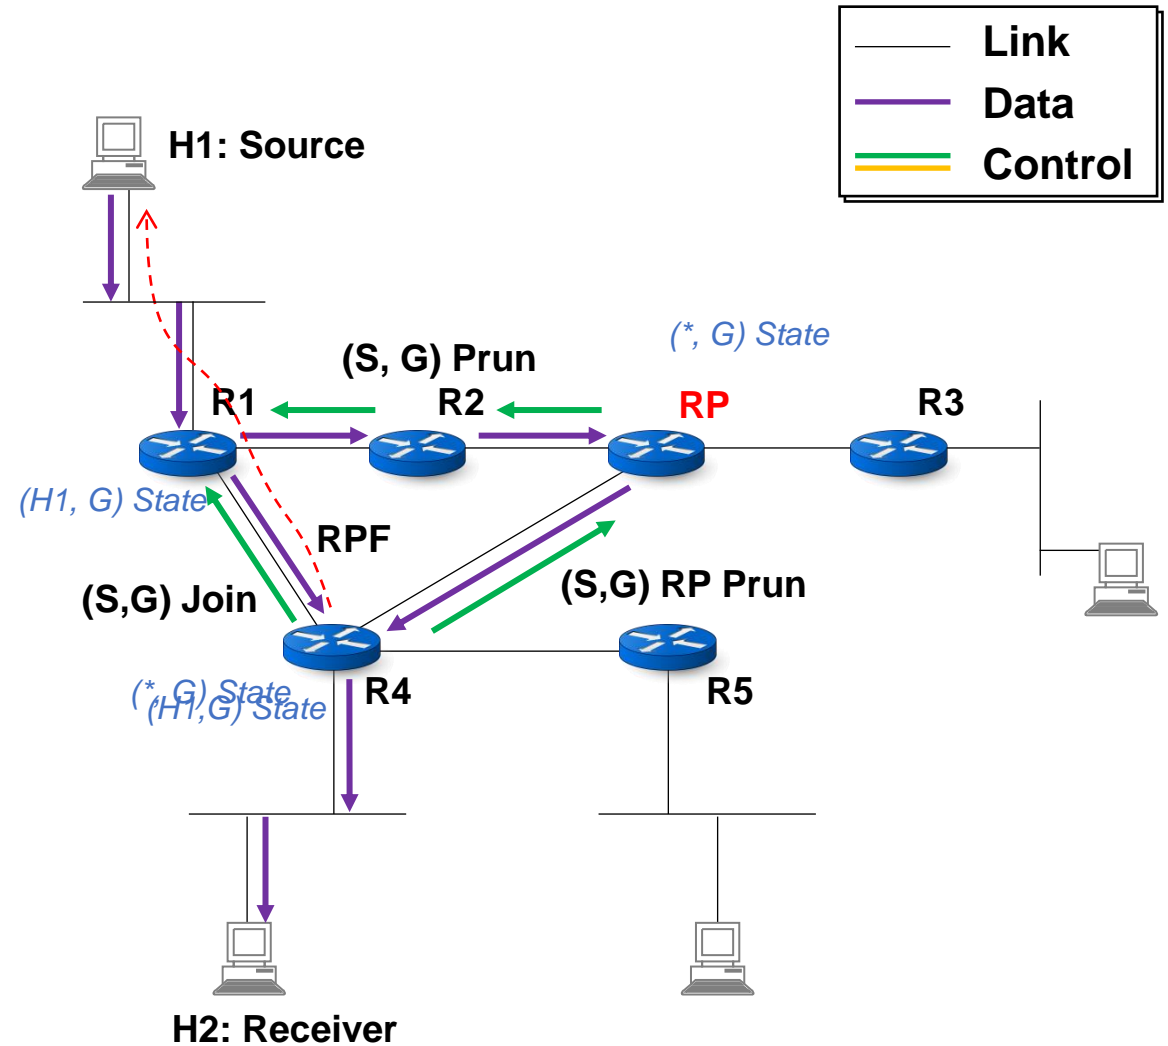 Link
Data
Control
H1: Source
(*, G) State
(S, G) Prun
R1
R2
RP
R3
(H1, G) State
RPF
(S,G) Join
(S,G) RP Prun
(*, G) State
(H1,G) State
R4
R5
H2: Receiver